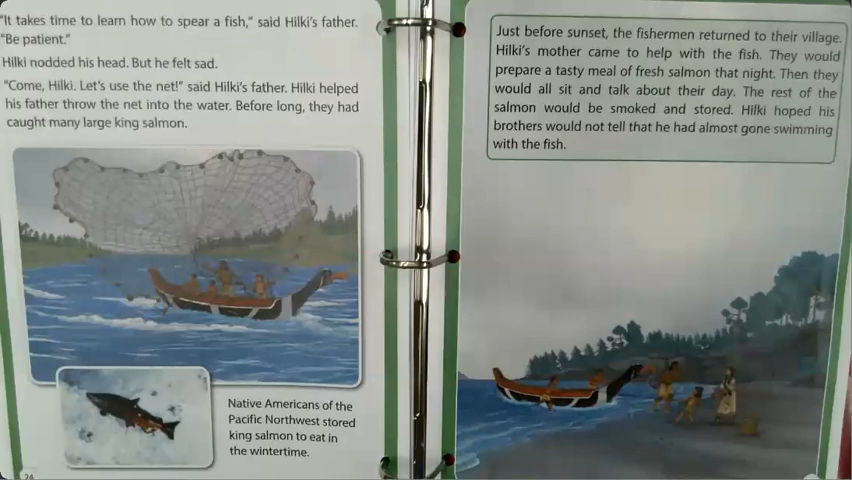 "It takes time to learn how to spear a fish," said Hilki's father.
"Be patient."
Hilki nodded his head. But he felt sad.
"Come, Hilki. Let's use the net!" said Hilki's father. Hilki helped
his father throw the net into the water. Before long, they had
caught many large king salmon.
Native Americans of the
Pacific Northwest stored
king salmon to eat in
the wintertime.
24
Just before sunset, the fishermen returned to their village.
Hilki's mother came to help with the fish. They would
prepare a tasty meal of fresh salmon that night. Then they
would all sit and talk about their day. The rest of the
salmon would be smoked and stored. Hilki hoped his
brothers would not tell that he had almost gone swimming
with the fish.